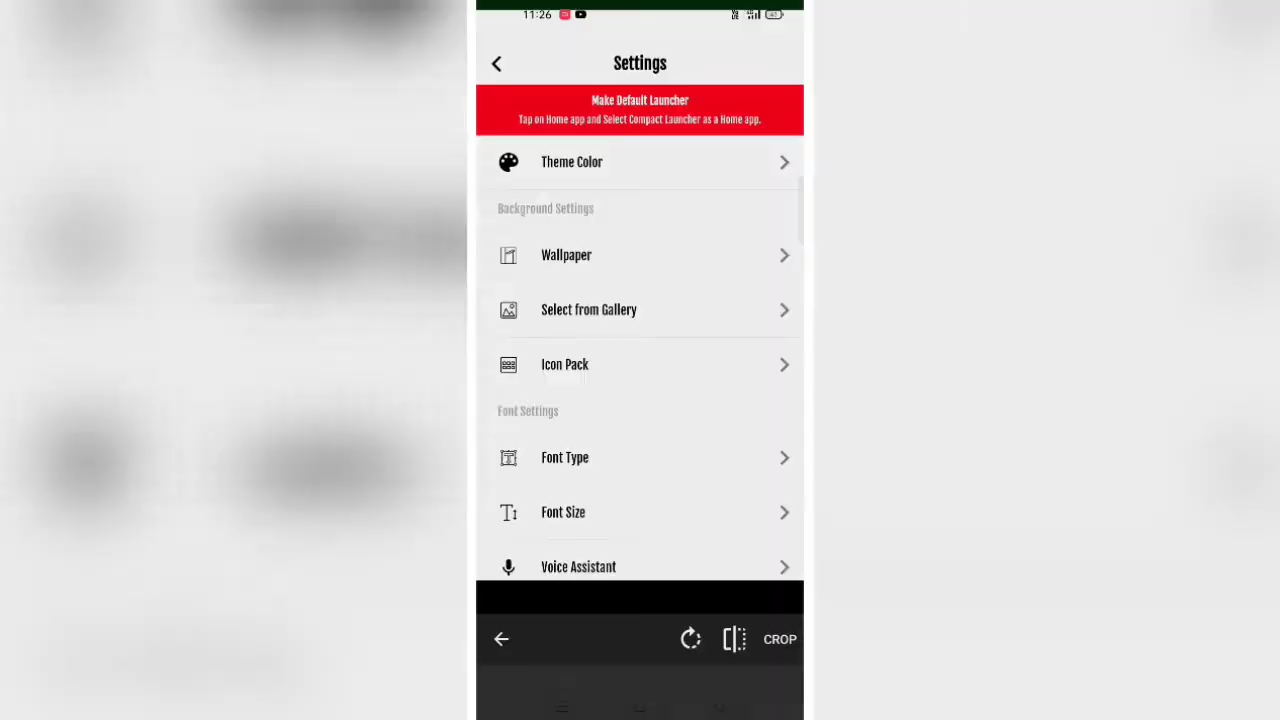 11:26
Settings
Make Default Launcher
Tap on Home app and Select Compact Launcher as a Home app.
Theme Color
Background Settings
Wallpaper
Select from Gallery
Icon Pack
Font Settings
Font Type
Font Size
Voice Assistant
CROP